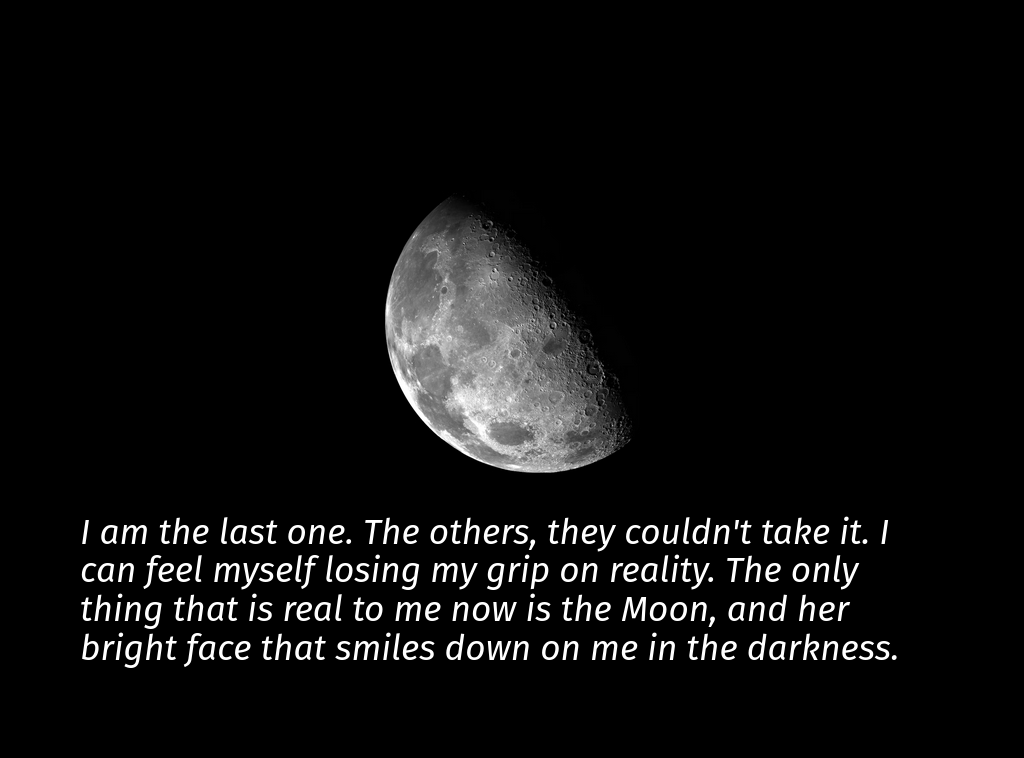 I am the last one. The others, they couldn't take it. I
can feel myself losing my grip on reality. The only
thing that is real to me now is the Moon, and her
bright face that smiles down on me in the darkness.